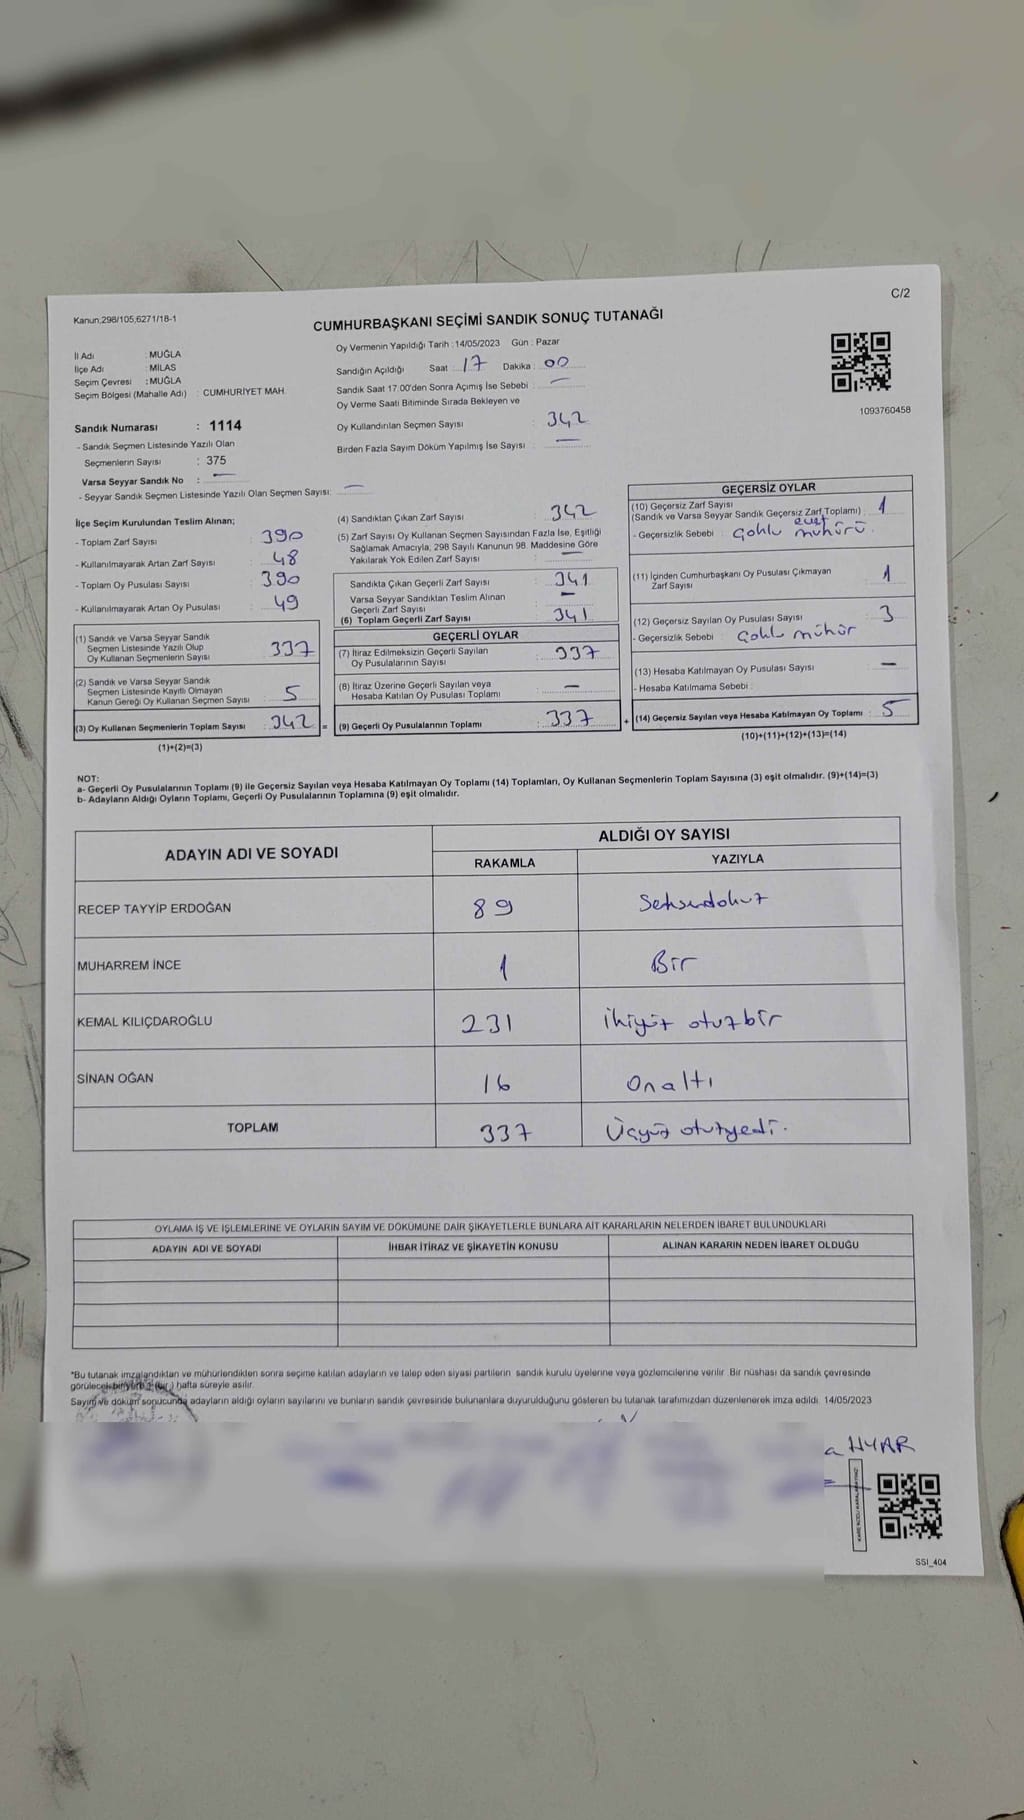 Kanun,298/105,6271/18-1
C/2
CUMHURBAŞKANI SEÇİMİ SANDIK SONUÇ TUTANAĞI
Oy Vermenin Yapıldığı Tarih : 14/05/2023 Gün : Pazar
İl Adı : MUĞLA
İlçe Adı : MİLAS
Seçim Çevresi : MUĞLA
Seçim Bölgesi (Mahalle Adı) : CUMHURİYET MAH.
Sandığın Açıldığı Saat : 17 Dakika : 00
Sandık Saat 17.00'den Sonra Açımış İse Sebebi : —
Oy Verme Saati Bitiminde Sırada Bekleyen ve
Oy Kullandırılan Seçmen Sayısı : 342
Birden Fazla Sayım Döküm Yapılmış İse Sayısı : —
1093760458
Sandık Numarası : 1114
- Sandık Seçmen Listesinde Yazılı Olan
Seçmenlerin Sayısı : 375
Varsa Seyyar Sandık No : —
- Seyyar Sandık Seçmen Listesinde Yazılı Olan Seçmen Sayısı: —
İlçe Seçim Kurulundan Teslim Alınan;
- Toplam Zarf Sayısı : 390
- Kullanılmayarak Artan Zarf Sayısı : 48
- Toplam Oy Pusulası Sayısı : 390
- Kullanılmayarak Artan Oy Pusulası : 49
(1) Sandık ve Varsa Seyyar Sandık
Seçmen Listesinde Yazılı Olup
Oy Kullanan Seçmenlerin Sayısı : 337
(2) Sandık ve Varsa Seyyar Sandık
Seçmen Listesinde Kayıtlı Olmayan
Kanun Gereği Oy Kullanan Seçmen Sayısı : 5
(3) Oy Kullanan Seçmenlerin Toplam Sayısı : 342 =
(1)+(2)=(3)
(4) Sandıktan Çıkan Zarf Sayısı : 342
(5) Zarf Sayısı Oy Kullanan Seçmen Sayısından Fazla İse, Eşitliği
Sağlamak Amacıyla, 298 Sayılı Kanunun 98. Maddesine Göre
Yakılarak Yok Edilen Zarf Sayısı : —
Sandıkta Çıkan Geçerli Zarf Sayısı : 341
Varsa Seyyar Sandıktan Teslim Alınan
Geçerli Zarf Sayısı : —
(6) Toplam Geçerli Zarf Sayısı : 341
GEÇERLİ OYLAR
(7) İtiraz Edilmeksizin Geçerli Sayılan
Oy Pusulalarının Sayısı : 337
(8) İtiraz Üzerine Geçerli Sayılan veya
Hesaba Katılan Oy Pusulası Toplamı : —
(9) Geçerli Oy Pusulalarının Toplamı : 337 +
GEÇERSİZ OYLAR
(10) Geçersiz Zarf Sayısı
(Sandık ve Varsa Seyyar Sandık Geçersiz Zarf Toplamı) : 1
- Geçersizlik Sebebi : Çoklu evet mühürü
(11) İçinden Cumhurbaşkanı Oy Pusulası Çıkmayan
Zarf Sayısı : 1
(12) Geçersiz Sayılan Oy Pusulası Sayısı : 3
- Geçersizlik Sebebi : Çoklu mühür
(13) Hesaba Katılmayan Oy Pusulası Sayısı : —
- Hesaba Katılmama Sebebi :
(14) Geçersiz Sayılan veya Hesaba Katılmayan Oy Toplamı : 5
(10)+(11)+(12)+(13)=(14)
NOT:
a- Geçerli Oy Pusulalarının Toplamı (9) ile Geçersiz Sayılan veya Hesaba Katılmayan Oy Toplamı (14) Toplamları, Oy Kullanan Seçmenlerin Toplam Sayısına (3) eşit olmalıdır. (9)+(14)=(3)
b- Adayların Aldığı Oyların Toplamı, Geçerli Oy Pusulalarının Toplamına (9) eşit olmalıdır.
ADAYIN ADI VE SOYADI
ALDIĞI OY SAYISI
RAKAMLA YAZIYLA
RECEP TAYYİP ERDOĞAN 89 Seksendokuz
MUHARREM İNCE 1 Bir
KEMAL KILIÇDAROĞLU 231 ikiyüz otuzbir
SİNAN OĞAN 16 Onaltı
TOPLAM 337 Üçyüz otuzyedi.
OYLAMA İŞ VE İŞLEMLERİNE VE OYLARIN SAYIM VE DÖKÜMÜNE DAİR ŞİKAYETLERLE BUNLARA AİT KARARLARIN NELERDEN İBARET BULUNDUKLARI
ADAYIN ADI VE SOYADI İHBAR İTİRAZ VE ŞİKAYETİN KONUSU ALINAN KARARIN NEDEN İBARET OLDUĞU
*Bu tutanak imzalandıktan ve mühürlendikten sonra seçime katılan adayların ve talep eden siyasi partilerin sandık kurulu üyelerine veya gözlemcilerine verilir. Bir nüshası da sandık çevresinde
görülecek bir yere 1 (bir) hafta süreyle asılır.
Sayım ve döküm sonucunda adayların aldığı oyların sayılarını ve bunların sandık çevresinde bulunanlara duyurulduğunu gösteren bu tutanak tarafımızdan düzenlenerek imza edildi. 14/05/2023
a UYAR
SSI_404